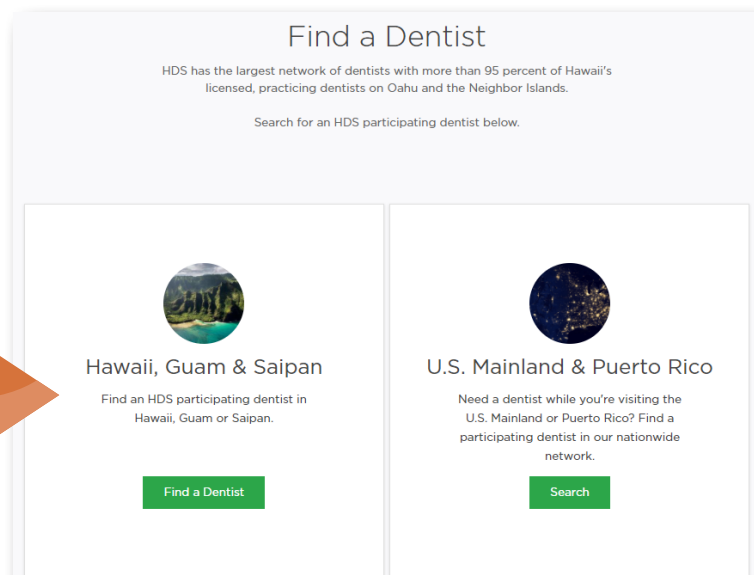 Find a Dentist
HDS has the largest network of dentists with more than 95 percent of Hawaii's
licensed, practicing dentists on Oahu and the Neighbor Islands.
Search for an HDS participating dentist below.
Hawaii, Guam & Saipan
Find an HDS participating dentist in
Hawaii, Guam or Saipan.
Find a Dentist
U.S. Mainland & Puerto Rico
Need a dentist while you're visiting the
U.S. Mainland or Puerto Rico? Find a
participating dentist in our nationwide
network.
Search